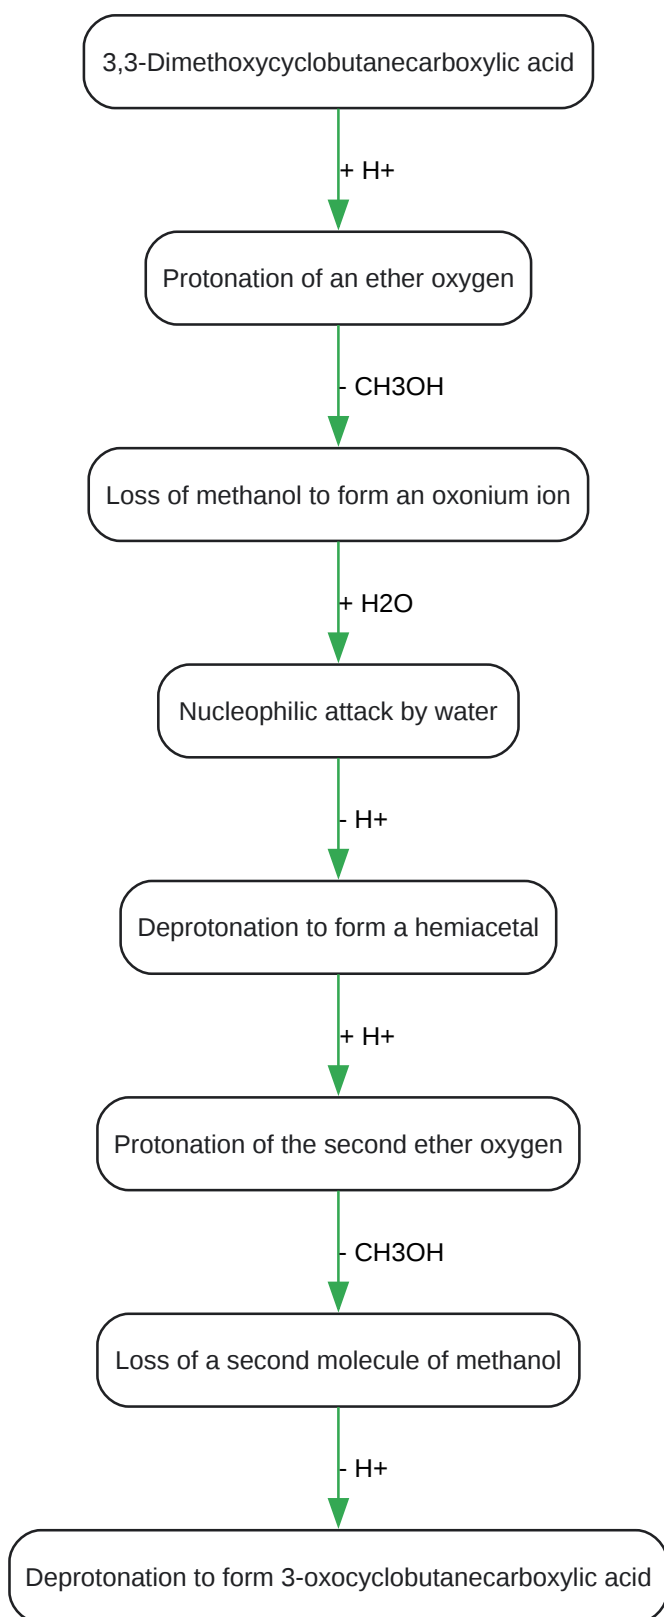 3,3-Dimethoxycyclobutanecarboxylic acid
+ H+
Protonation of an ether oxygen
- CH3OH
Loss of methanol to form an oxonium ion
+ H2O
Nucleophilic attack by water
- H+
Deprotonation to form a hemiacetal
+ H+
Protonation of the second ether oxygen
- CH3OH
Loss of a second molecule of methanol
- H+
Deprotonation to form 3-oxocyclobutanecarboxylic acid